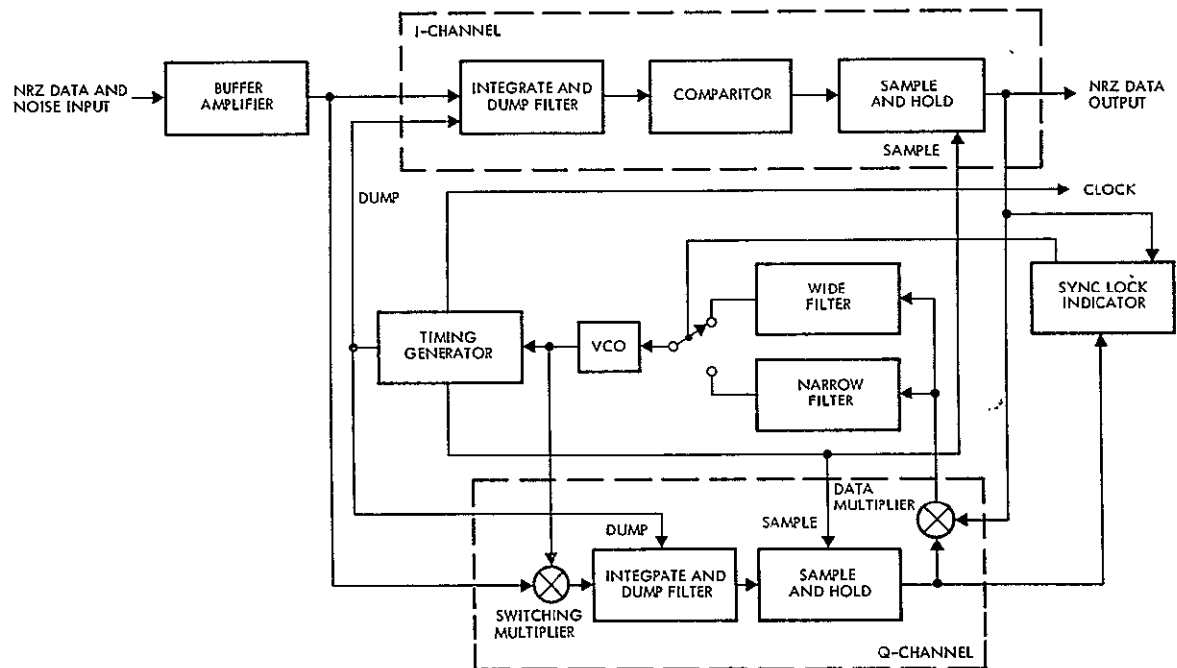 I-CHANNEL
NRZ DATA AND
NOISE INPUT
BUFFER
AMPLIFIER
INTEGRATE AND
DUMP FILTER
COMPARITOR
SAMPLE
AND HOLD
NRZ DATA
OUTPUT
SAMPLE
DUMP
CLOCK
SYNC LOCK
INDICATOR
WIDE
FILTER
TIMING
GENERATOR
VCO
NARROW
FILTER
DATA
MULTIPLIER
DUMP
SAMPLE
INTEGPATE AND
DUMP FILTER
SAMPLE
AND HOLD
SWITCHING
MULTIPLIER
Q-CHANNEL